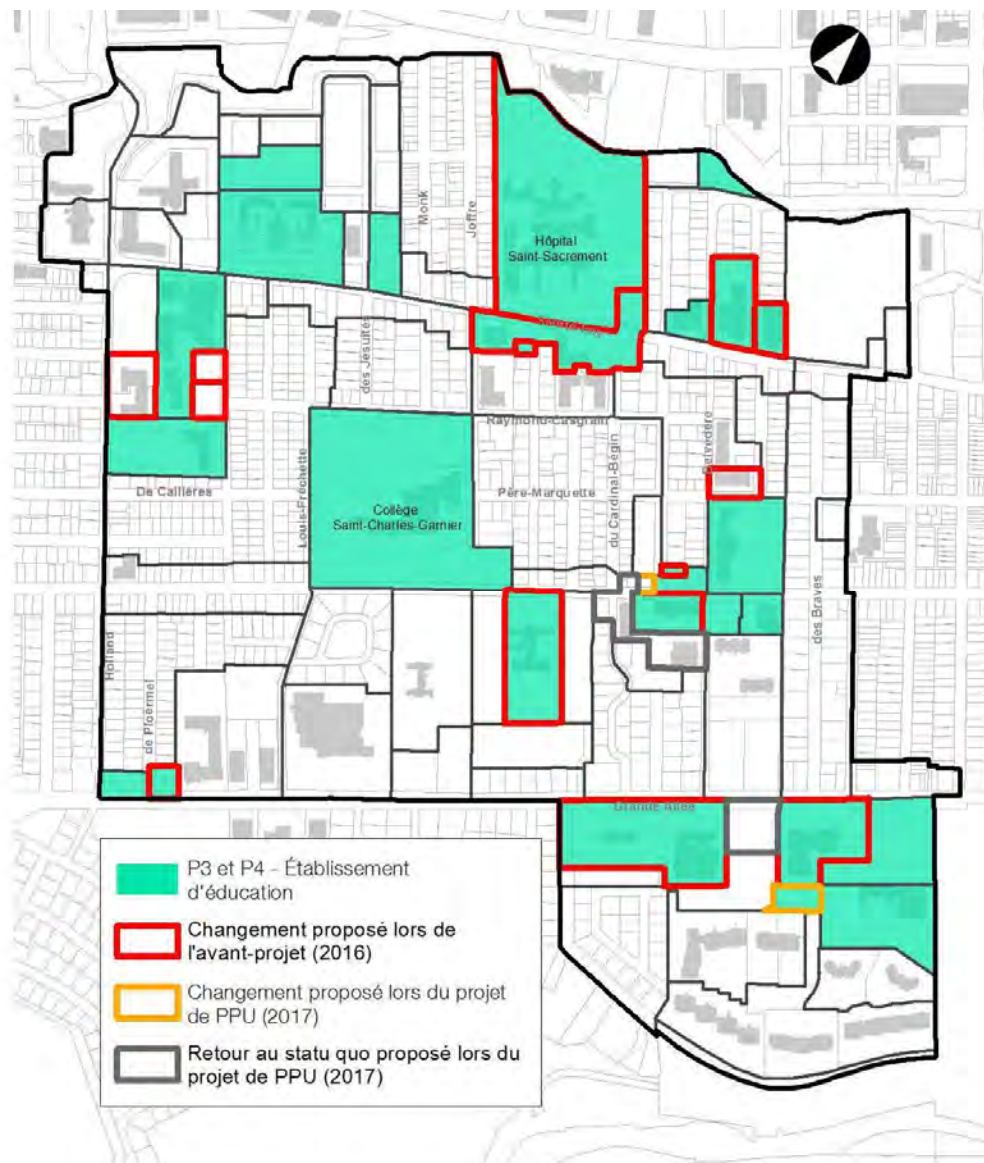 Monk
Joffre
Hôpital
Saint-Sacrement
Sainte-Foy
des Jésuites
Raymond-Casgrain
Belvédère
De Callières
Louis-Fréchette
Père-Marquette
du Cardinal-Bégin
Collège
Saint-Charles-Garnier
des Braves
Holland
de Ploërmel
Grande Allée
P3 et P4 - Établissement
d'éducation
Changement proposé lors de
l'avant-projet (2016)
Changement proposé lors du projet
de PPU (2017)
Retour au statu quo proposé lors du
projet de PPU (2017)